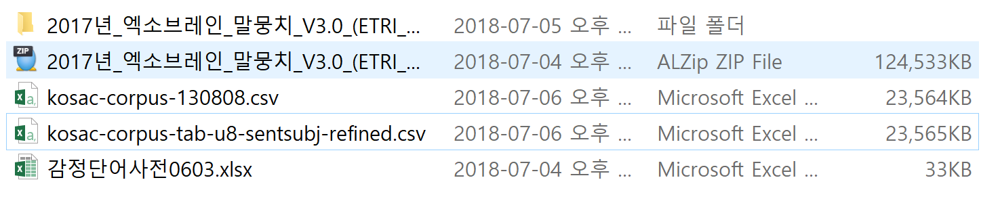 2017년_엑소브레인_말뭉치_V3.0_(ETRI_... 2018-07-05 오후 ... 파일 폴더
ZIP 2017년_엑소브레인_말뭉치_V3.0_(ETRI_... 2018-07-04 오후 ... ALZip ZIP File 124,533KB
kosac-corpus-130808.csv 2018-07-06 오후 ... Microsoft Excel ... 23,564KB
kosac-corpus-tab-u8-sentsubj-refined.csv 2018-07-06 오후 ... Microsoft Excel ... 23,565KB
감정단어사전0603.xlsx 2018-07-04 오후 ... Microsoft Excel ... 33KB